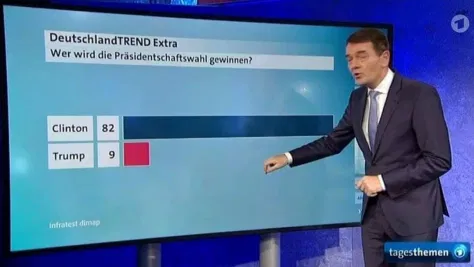 DeutschlandTREND Extra
Wer wird die Präsidentschaftswahl gewinnen?
Clinton 82
Trump 9
infratest dimap
tagesthemen